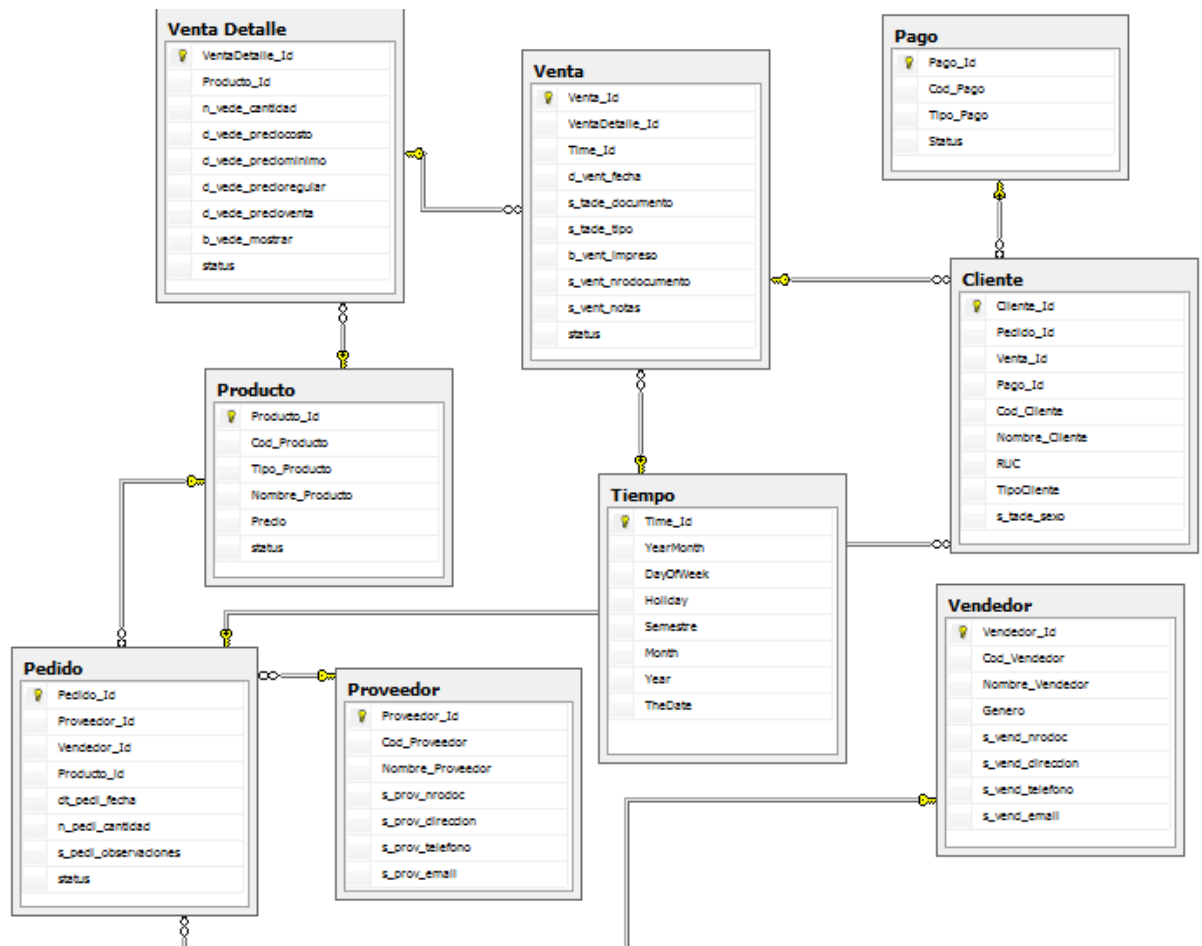 Venta Detalle
VentaDetalle_Id
Producto_Id
n_vede_cantidad
d_vede_preciocosto
d_vede_preciominimo
d_vede_precioregular
d_vede_precioventa
b_vede_mostrar
status
Venta
Venta_Id
VentaDetalle_Id
Time_Id
d_vent_fecha
s_tade_documento
s_tade_tipo
b_vent_impreso
s_vent_nrodocumento
s_vent_notas
status
Pago
Pago_Id
Cod_Pago
Tipo_Pago
Status
Cliente
Cliente_Id
Pedido_Id
Venta_Id
Pago_Id
Cod_Cliente
Nombre_Cliente
RUC
TipoCliente
s_tade_sexo
Producto
Producto_Id
Cod_Producto
Tipo_Producto
Nombre_Producto
Precio
status
Tiempo
Time_Id
YearMonth
DayOfWeek
Holiday
Semestre
Month
Year
TheDate
Vendedor
Vendedor_Id
Cod_Vendedor
Nombre_Vendedor
Genero
s_vend_nrodoc
s_vend_direccion
s_vend_telefono
s_vend_email
Pedido
Pedido_Id
Proveedor_Id
Vendedor_Id
Producto_Id
dt_pedi_fecha
n_pedi_cantidad
s_pedi_observaciones
status
Proveedor
Proveedor_Id
Cod_Proveedor
Nombre_Proveedor
s_prov_nrodoc
s_prov_direccion
s_prov_telefono
s_prov_email